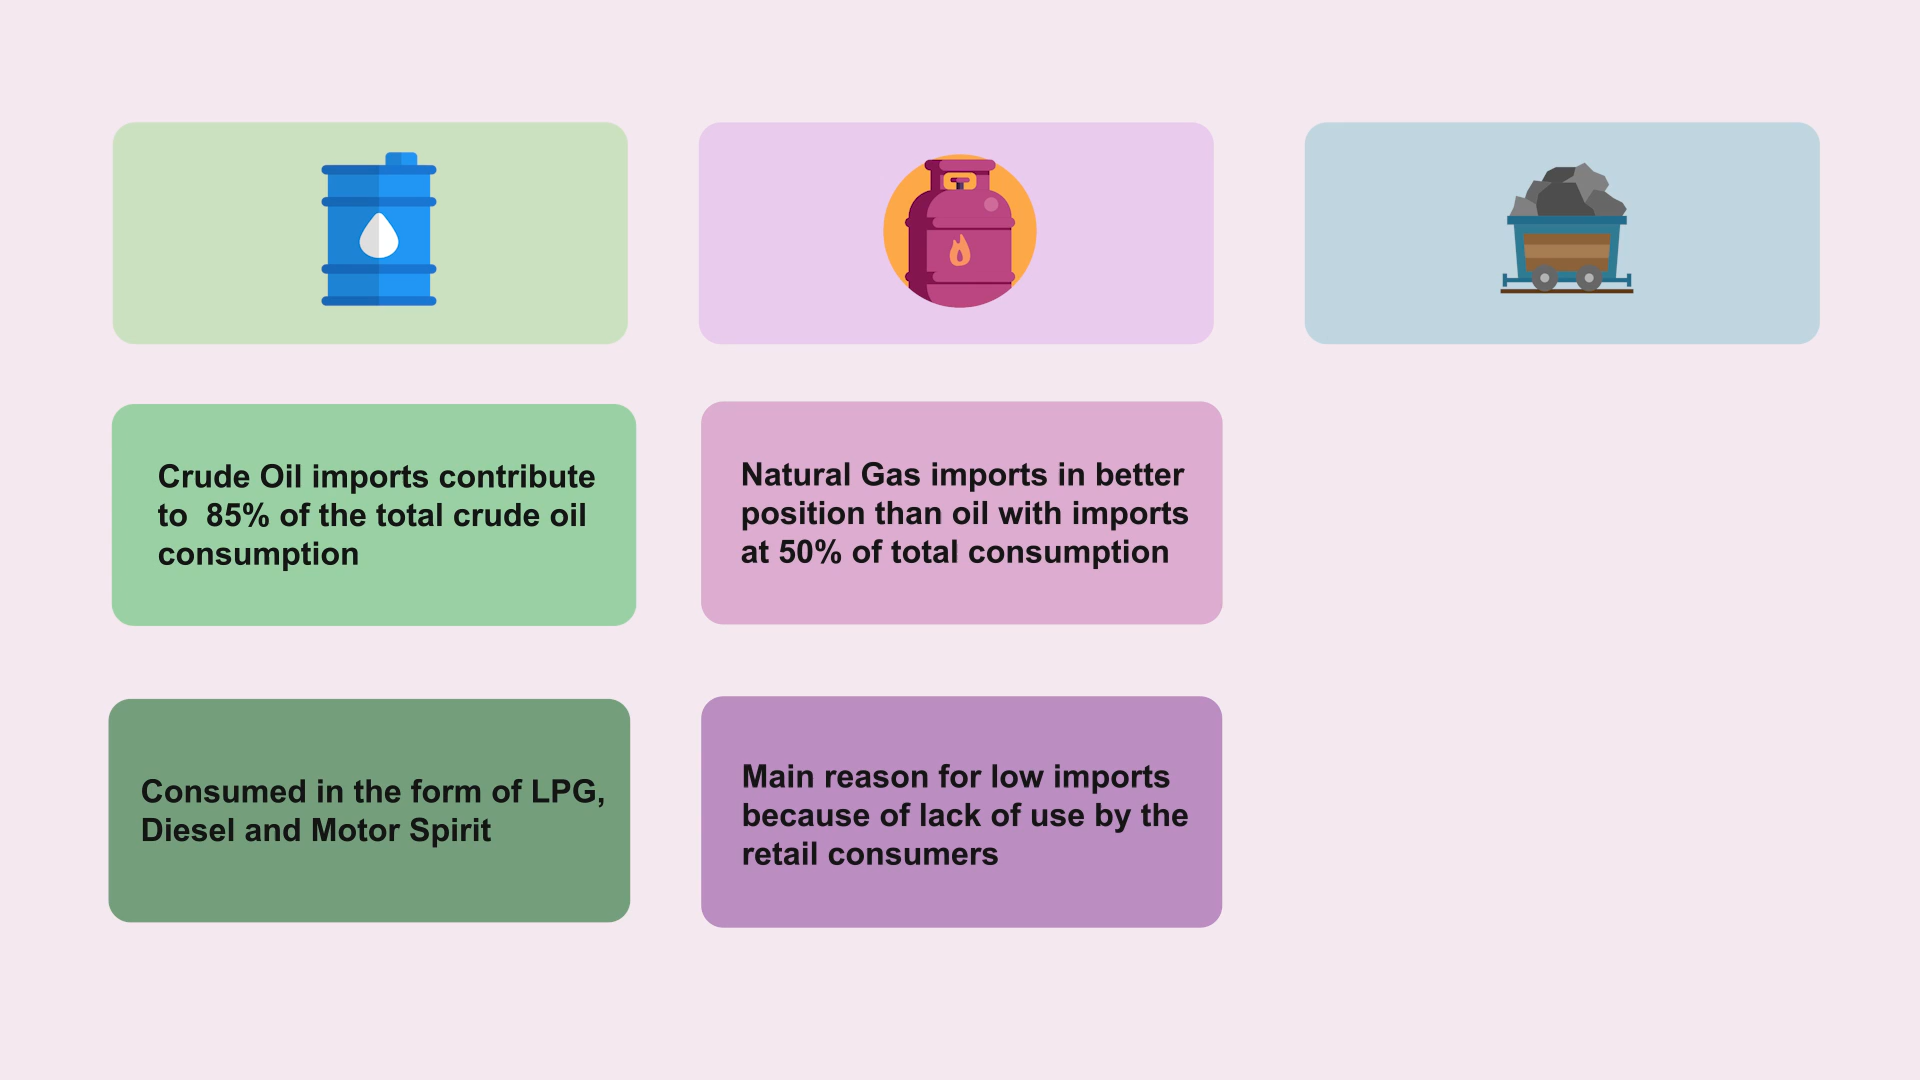 Crude Oil imports contribute
to  85% of the total crude oil
consumption
Natural Gas imports in better
position than oil with imports
at 50% of total consumption
Consumed in the form of LPG,
Diesel and Motor Spirit
Main reason for low imports
because of lack of use by the
retail consumers